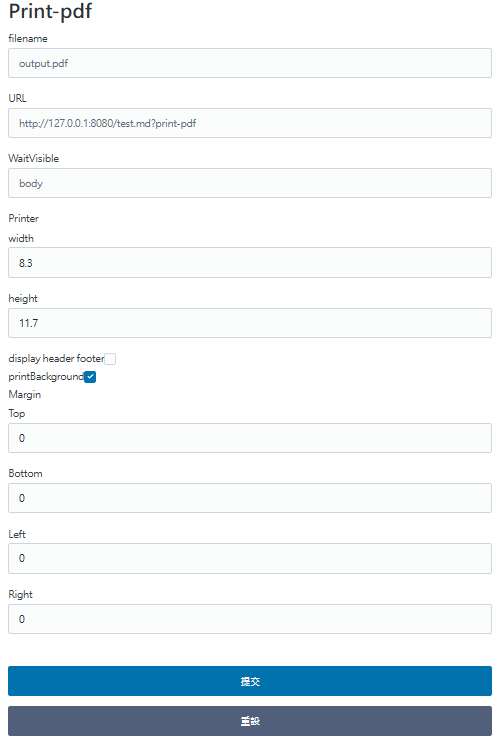 Print-pdf
filename
output.pdf
URL
http://127.0.0.1:8080/test.md?print-pdf
WaitVisible
body
Printer
width
8.3
height
11.7
display header footer
printBackground
Margin
Top
0
Bottom
0
Left
0
Right
0
提交
重設